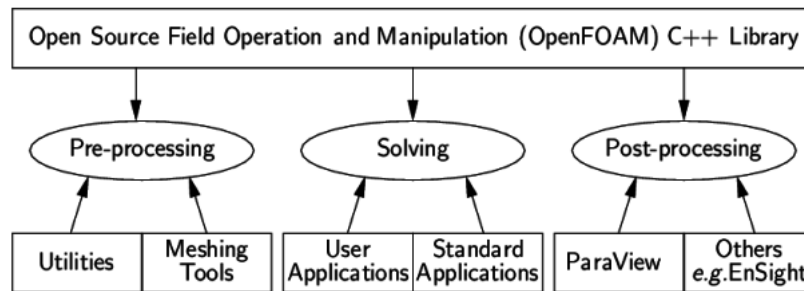 Open Source Field Operation and Manipulation (OpenFOAM) C++ Library
Pre-processing
Solving
Post-processing
Utilities
Meshing
Tools
User
Applications
Standard
Applications
ParaView
Others
e.g.EnSight